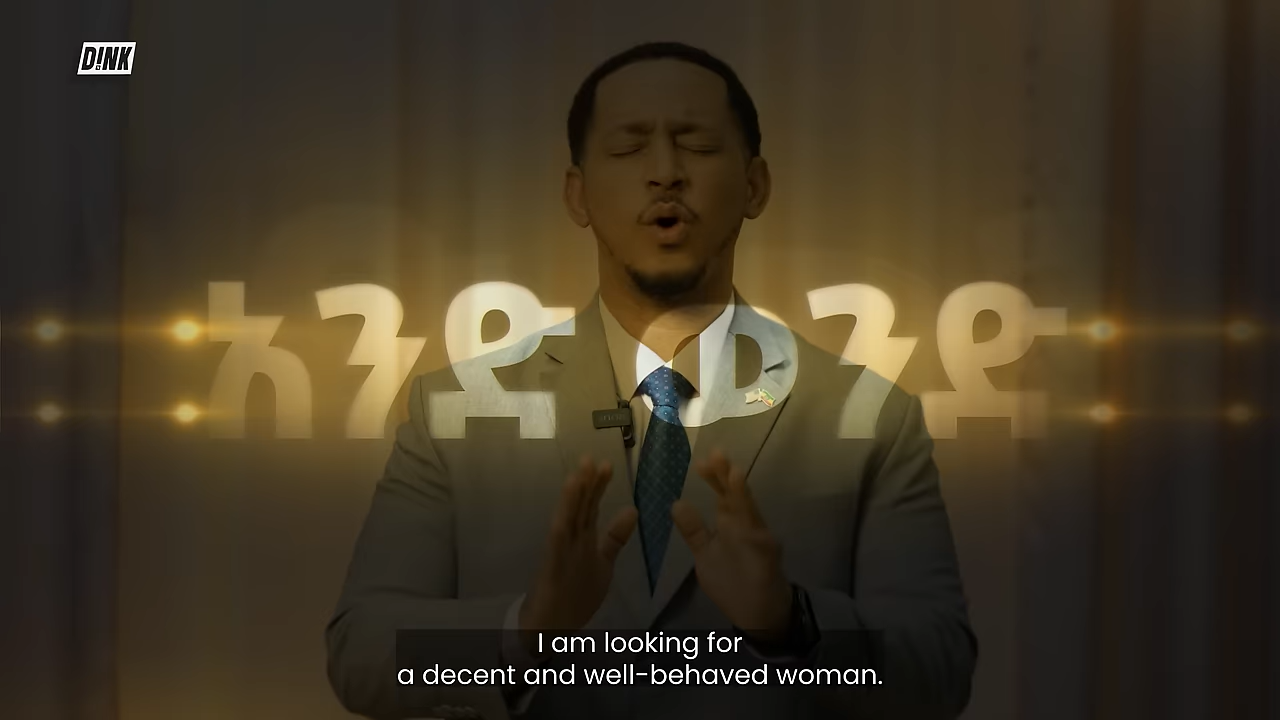 D!NK
አንድ ወንድ
I am looking for
a decent and well-behaved woman.